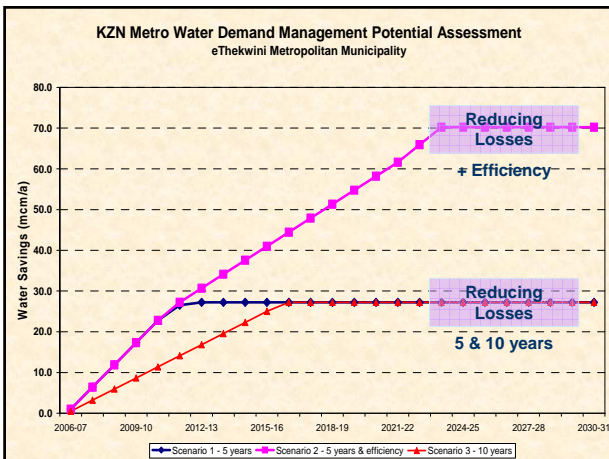 KZN Metro Water Demand Management Potential Assessment
eThekwini Metropolitan Municipality
Water Savings (mcm/a)
80.0
70.0
60.0
50.0
40.0
30.0
20.0
10.0
0.0
Reducing
Losses
+ Efficiency
Reducing
Losses
5 & 10 years
2006-07 2009-10 2012-13 2015-16 2018-19 2021-22 2024-25 2027-28 2030-31
Scenario 1 - 5 years Scenario 2 - 5 years & efficiency Scenario 3 - 10 years